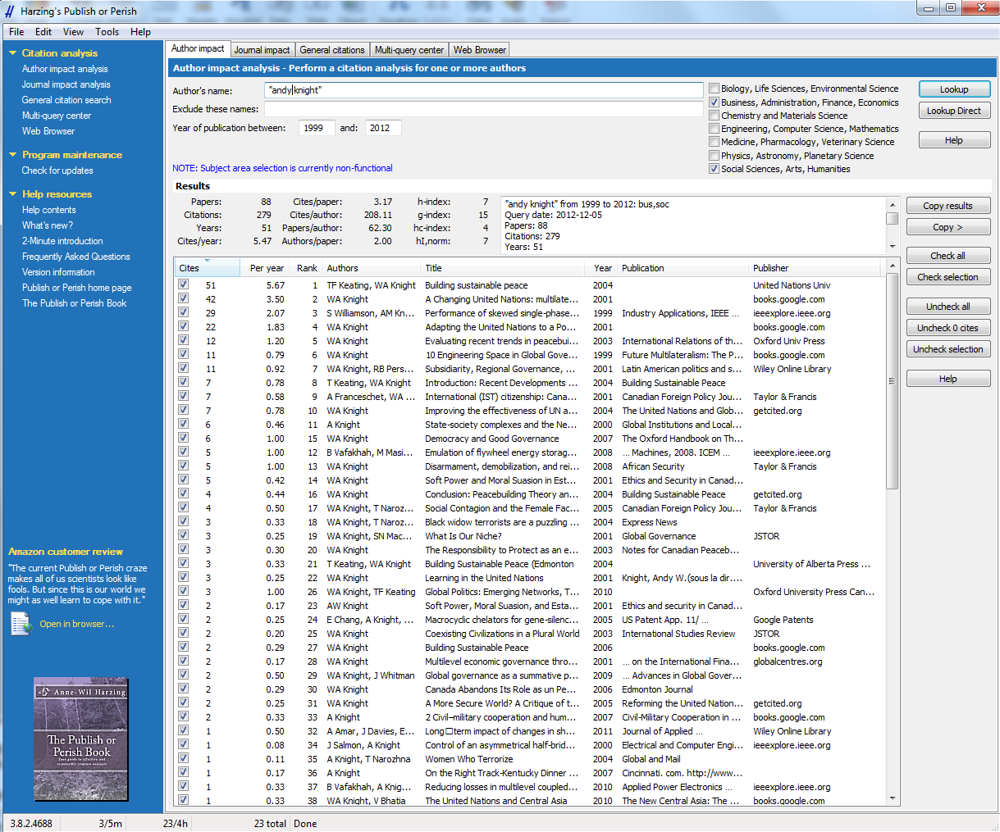 Harzing's Publish or Perish
File Edit View Tools Help
Citation analysis
Author impact analysis
Journal impact analysis
General citation search
Multi-query center
Web Browser
Program maintenance
Check for updates
Help resources
Help contents
What's new?
2-Minute introduction
Frequently Asked Questions
Version information
Publish or Perish home page
The Publish or Perish Book
Amazon customer review
"The current Publish or Perish craze
makes all of us scientists look like
fools. But since this is our world we
might as well learn to cope with it."
Open in browser...
Anne-Wil Harzing
The Publish or
Perish Book
Your guide to effective and
responsible citation analysis
Author impact Journal impact General citations Multi-query center Web Browser
Author impact analysis - Perform a citation analysis for one or more authors
Author's name: "andy knight"
Exclude these names:
Year of publication between: 1999 and: 2012
NOTE: Subject area selection is currently non-functional
Biology, Life Sciences, Environmental Science
Business, Administration, Finance, Economics
Chemistry and Materials Science
Engineering, Computer Science, Mathematics
Medicine, Pharmacology, Veterinary Science
Physics, Astronomy, Planetary Science
Social Sciences, Arts, Humanities
Lookup
Lookup Direct
Help
Results
Papers: 88 Cites/paper: 3.17 h-index: 7
Citations: 279 Cites/author: 208.11 g-index: 15
Years: 51 Papers/author: 62.30 hc-index: 4
Cites/year: 5.47 Authors/paper: 2.00 hI,norm: 7
"andy knight" from 1999 to 2012: bus,soc
Query date: 2012-12-05
Papers: 88
Citations: 279
Years: 51
Copy results
Copy >
Check all
Check selection
Uncheck all
Uncheck 0 cites
Uncheck selection
Help
Cites Per year Rank Authors Title Year Publication Publisher
51 5.67 1 TF Keating, WA Knight Building sustainable peace 2004 United Nations Univ
42 3.50 2 WA Knight A Changing United Nations: multilate... 2001 books.google.com
29 2.07 3 S Williamson, AM Kn... Performance of skewed single-phase... 1999 Industry Applications, IEEE ... ieeexplore.ieee.org
22 1.83 4 WA Knight Adapting the United Nations to a Po... 2001 books.google.com
12 1.20 5 WA Knight Evaluating recent trends in peacebui... 2003 International Relations of th... Oxford Univ Press
11 0.79 6 WA Knight 10 Engineering Space in Global Gove... 1999 Future Multilateralism: The P... books.google.com
11 0.92 7 WA Knight, RB Pers... Subsidiarity, Regional Governance, ... 2001 Latin American politics and s... Wiley Online Library
7 0.78 8 T Keating, WA Knight Introduction: Recent Developments ... 2004 Building Sustainable Peace
7 0.58 9 A Franceschet, WA ... International (IST) citizenship: Cana... 2001 Canadian Foreign Policy Jou... Taylor & Francis
7 0.78 10 WA Knight Improving the effectiveness of UN a... 2004 The United Nations and Glob... getcited.org
6 0.46 11 A Knight State-society complexes and the Ne... 2000 Global Institutions and Local...
6 1.00 15 WA Knight Democracy and Good Governance 2007 The Oxford Handbook on Th...
5 1.00 12 B Vafakhah, M Masi... Emulation of flywheel energy storag... 2008 ... Machines, 2008. ICEM ... ieeexplore.ieee.org
5 1.00 13 WA Knight Disarmament, demobilization, and rei... 2008 African Security Taylor & Francis
5 0.42 14 WA Knight Soft Power and Moral Suasion in Est... 2001 Ethics and Security in Canad...
4 0.44 16 WA Knight Conclusion: Peacebuilding Theory an... 2004 Building Sustainable Peace getcited.org
4 0.50 17 WA Knight, T Naroz... Social Contagion and the Female Fac... 2005 Canadian Foreign Policy Jou... Taylor & Francis
3 0.33 18 WA Knight, T Naroz... Black widow terrorists are a puzzling ... 2004 Express News
3 0.25 19 WA Knight, SN Mac... What Is Our Niche? 2001 Global Governance JSTOR
3 0.30 20 WA Knight The Responsibility to Protect as an e... 2003 Notes for Canadian Peaceb...
3 0.33 21 T Keating, WA Knight Building Sustainable Peace (Edmonton 2004 University of Alberta Press ...
3 0.25 22 WA Knight Learning in the United Nations 2001 Knight, Andy W.(sous la dir....
3 1.00 26 WA Knight, TF Keating Global Politics: Emerging Networks, T... 2010 Oxford University Press Can...
2 0.17 23 AW Knight Soft Power, Moral Suasion, and Esta... 2001 Ethics and security in Canad...
2 0.25 24 E Chang, A Knight, ... Macrocyclic chelators for gene-silenc... 2005 US Patent App. 11/ ... Google Patents
2 0.20 25 WA Knight Coexisting Civilizations in a Plural World 2003 International Studies Review JSTOR
2 0.29 27 WA Knight Building Sustainable Peace 2006 books.google.com
2 0.17 28 WA Knight Multilevel economic governance thro... 2001 ... on the International Fina... globalcentres.org
2 0.50 29 WA Knight, J Whitman Global governance as a summative p... 2009 ... Advances in Global Gover...
2 0.29 30 WA Knight Canada Abandons Its Role as un Pe... 2006 Edmonton Journal
2 0.25 31 WA Knight A More Secure World? A Critique of t... 2005 Reforming the United Nation... getcited.org
2 0.33 33 A Knight 2 Civil–military cooperation and hum... 2007 Civil-Military Cooperation in ... books.google.com
1 0.50 32 A Amar, J Davies, E... Long□term impact of changes in sh... 2011 Journal of Applied ... Wiley Online Library
1 0.08 34 J Salmon, A Knight Control of an asymmetrical half-brid... 2000 Electrical and Computer Engi... ieeexplore.ieee.org
1 0.11 35 A Knight, T Narozhna Women Who Terrorize 2004 Global and Mail
1 0.17 36 A Knight On the Right Track-Kentucky Dinner ... 2007 Cincinnati. com. http://www...
1 0.33 37 B Vafakhah, A Knig... Reducing losses in multilevel coupled... 2010 Applied Power Electronics ... ieeexplore.ieee.org
1 0.33 38 WA Knight, V Bhatia The United Nations and Central Asia 2010 The New Central Asia: The ... books.google.com
3.8.2.4688 3/5m 23/4h 23 total Done